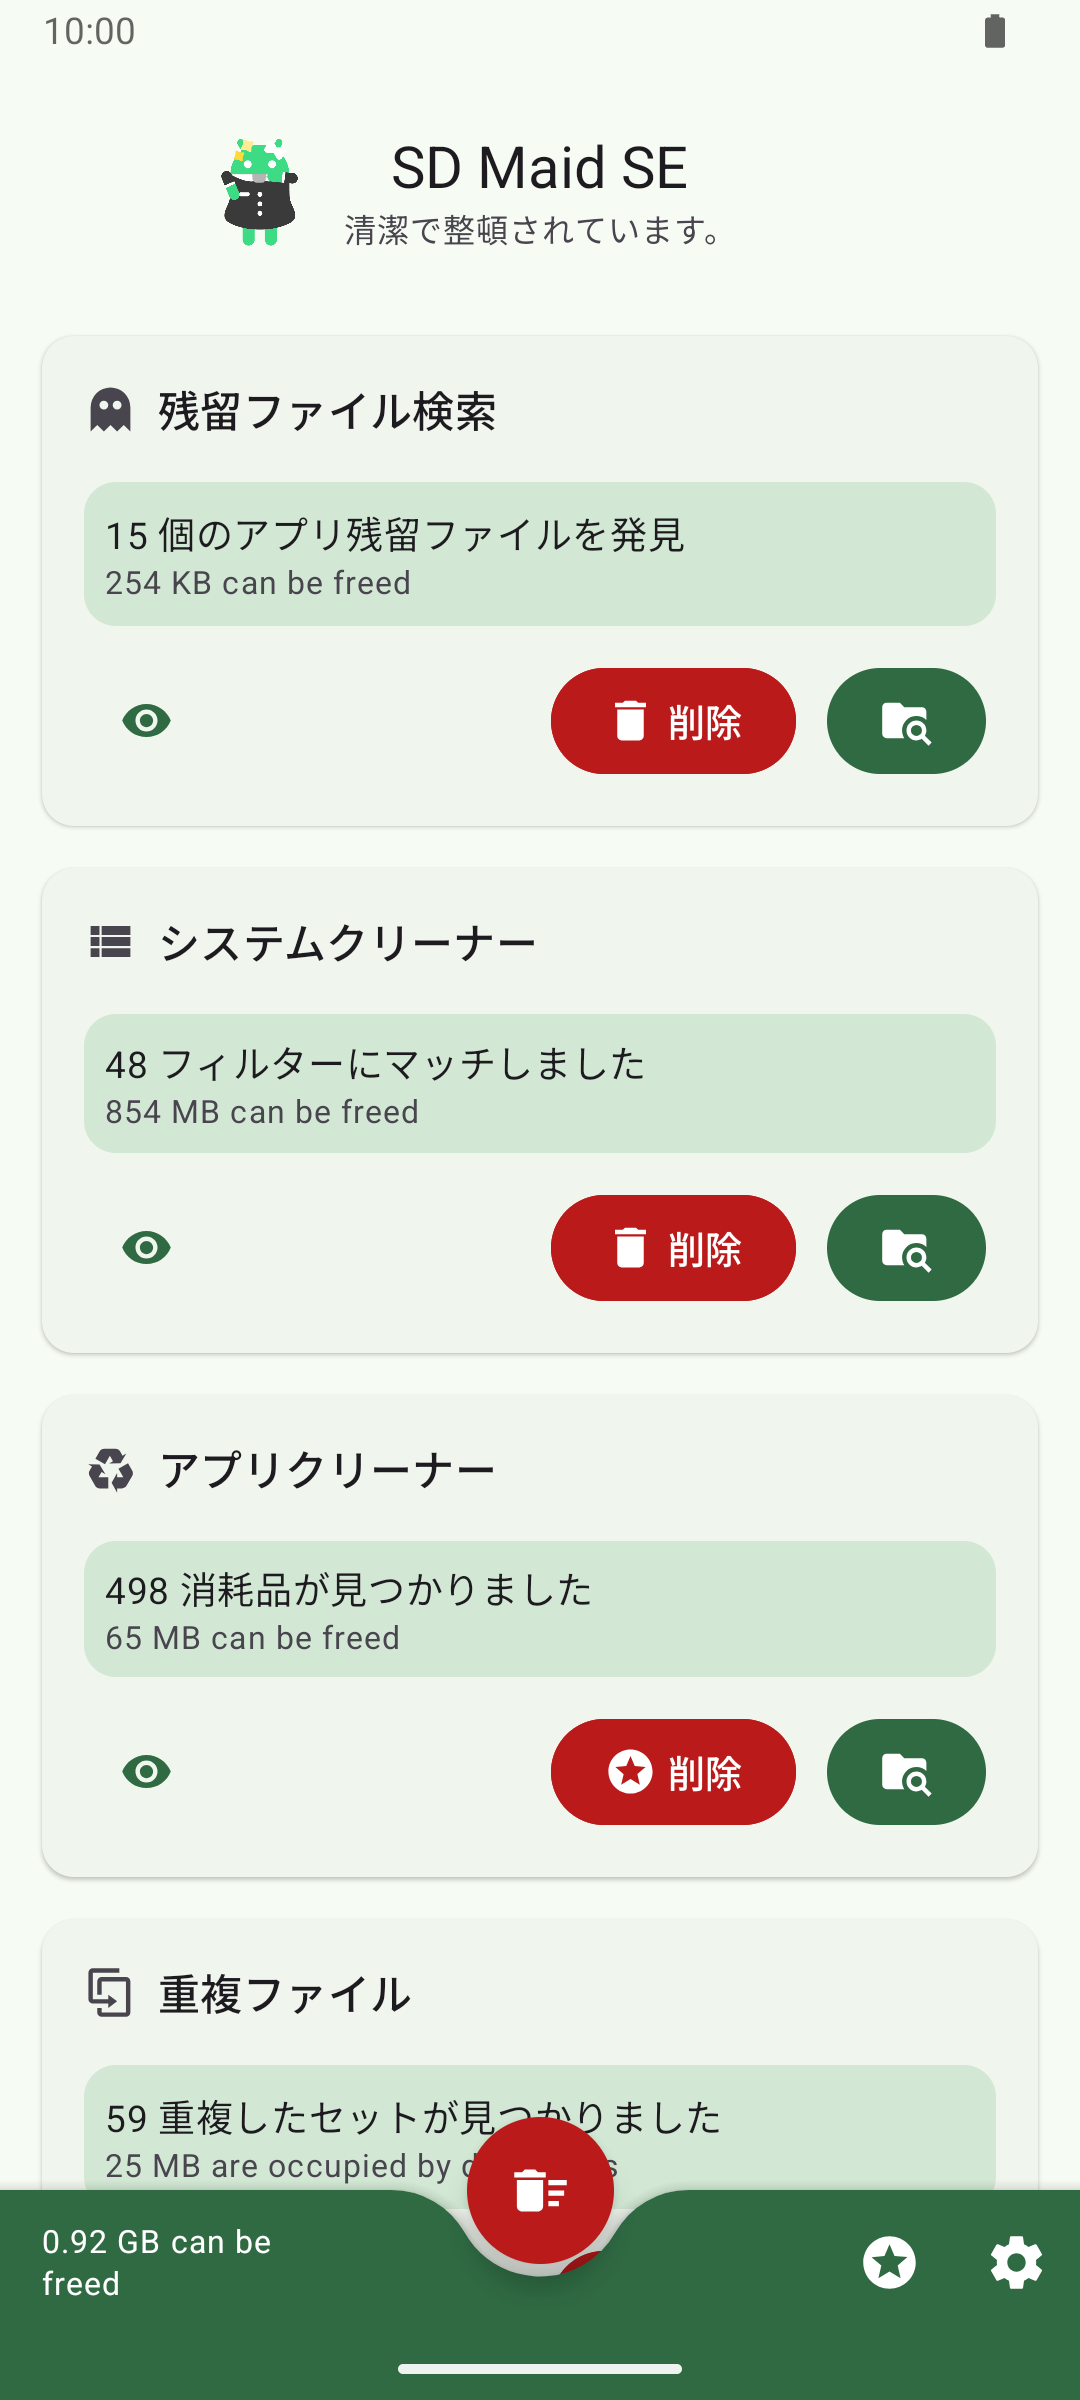 10:00
SD Maid SE
清潔で整頓されています。
残留ファイル検索
15 個のアプリ残留ファイルを発見
254 KB can be freed
削除
システムクリーナー
48 フィルターにマッチしました
854 MB can be freed
削除
アプリクリーナー
498 消耗品が見つかりました
65 MB can be freed
削除
重複ファイル
59 重複したセットが見つかりました
25 MB are occupied by
0.92 GB can be
freed